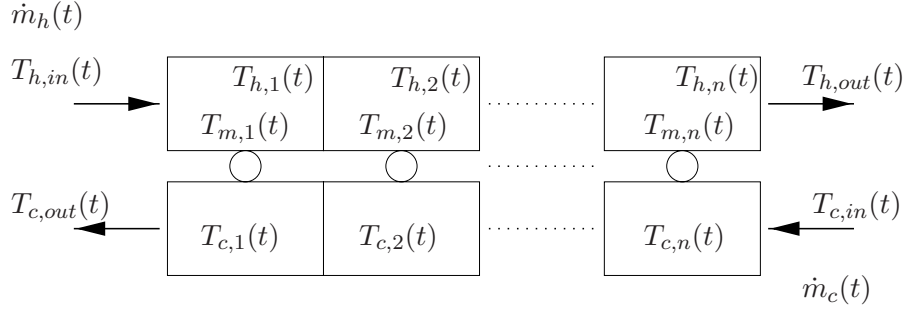 ṁ_h(t)
T_{h,in}(t) T_{h,1}(t) T_{h,2}(t) T_{h,n}(t) T_{h,out}(t)
T_{m,1}(t) T_{m,2}(t) T_{m,n}(t)
T_{c,out}(t) T_{c,in}(t)
T_{c,1}(t) T_{c,2}(t) T_{c,n}(t)
ṁ_c(t)